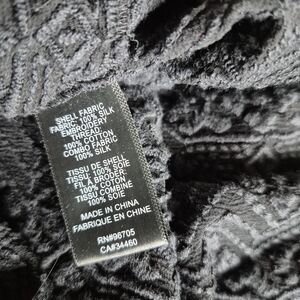 SHELL FABRIC
FABRIC: 100% SILK
EMBROIDERY
THREAD:
100% COTTON
COMBO FABRIC
100% SILK
TISSU DE SHELL
TISSU: 100% SOIE
FIL A BRODER:
100% COTON
TISSU COMBINE
100% SOIE
MADE IN CHINA
FABRIQUE EN CHINE
RN#96705
CA#34460